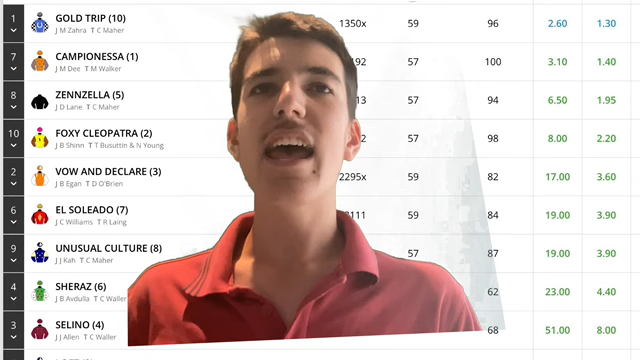 1 GOLD TRIP (10) 1350x 59 96 2.60 1.30
J M Zahra T C Maher
7 CAMPIONESSA (1) 57 100 3.10 1.40
J M Dee T M Walker
8 ZENNZELLA (5) 13 57 94 6.50 1.95
J D Lane T C Maher
10 FOXY CLEOPATRA (2) 2 57 98 8.00 2.20
J B Shinn T T Busuttin & N Young
2 VOW AND DECLARE (3) 2295x 59 82 17.00 3.60
J B Egan T D O'Brien
6 EL SOLEADO (7) 59 84 19.00 3.90
J C Williams T R Laing
9 UNUSUAL CULTURE (8) 57 87 19.00 3.90
J J Kah T C Maher
4 SHERAZ (6) 62 23.00 4.40
J B Avdulla T C Waller
3 SELINO (4) 68 51.00 8.00
J J Allen T C Waller